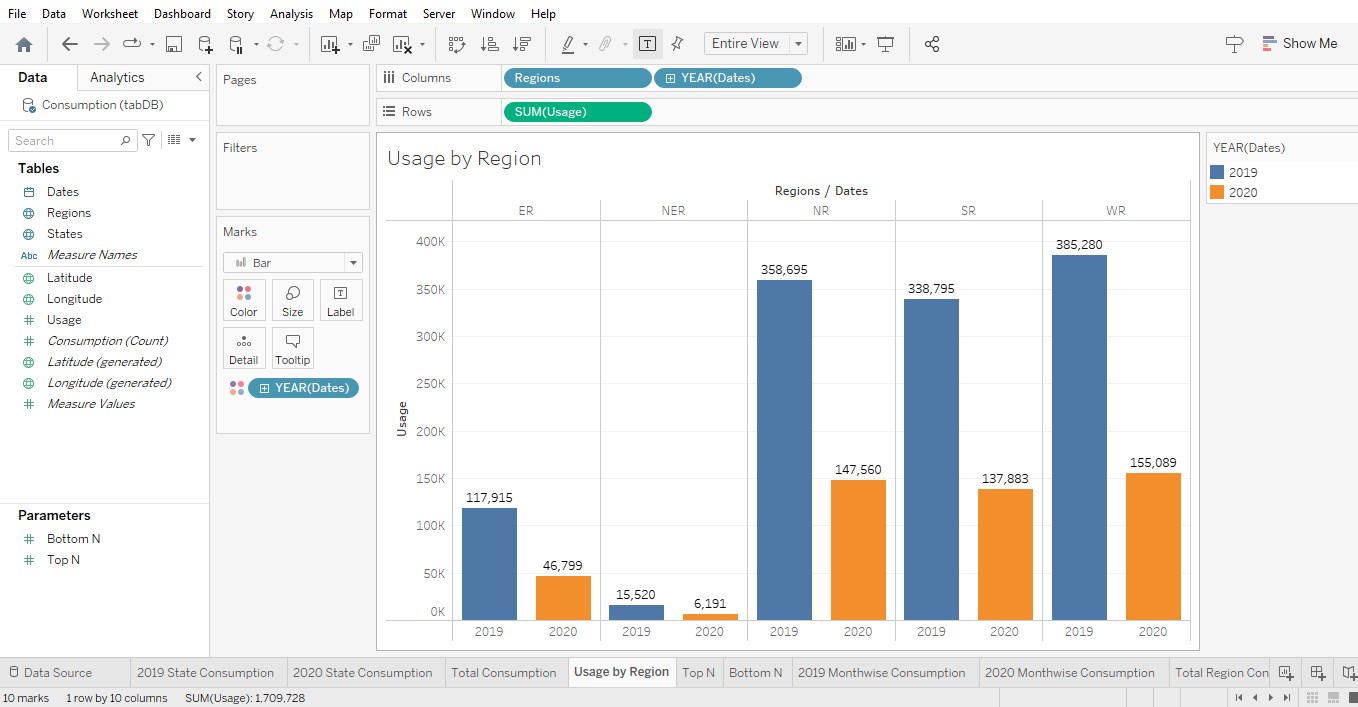 File Data Worksheet Dashboard Story Analysis Map Format Server Window Help
Entire View
Show Me
Data Analytics
Consumption (tabDB)
Search
Tables
Dates
Regions
States
Abc Measure Names
Latitude
Longitude
Usage
Consumption (Count)
Latitude (generated)
Longitude (generated)
Measure Values
Parameters
Bottom N
Top N
Pages
Filters
Marks
Bar
Color Size Label
Detail Tooltip
YEAR(Dates)
Columns Regions YEAR(Dates)
Rows SUM(Usage)
Usage by Region
Regions / Dates
ER NER NR SR WR
Usage
400K
350K
300K
250K
200K
150K
100K
50K
0K
117,915
46,799
15,520
6,191
358,695
147,560
338,795
137,883
385,280
155,089
2019 2020 2019 2020 2019 2020 2019 2020 2019 2020
YEAR(Dates)
2019
2020
Data Source 2019 State Consumption 2020 State Consumption Total Consumption Usage by Region Top N Bottom N 2019 Monthwise Consumption 2020 Monthwise Consumption Total Region Con
10 marks 1 row by 10 columns SUM(Usage): 1,709,728